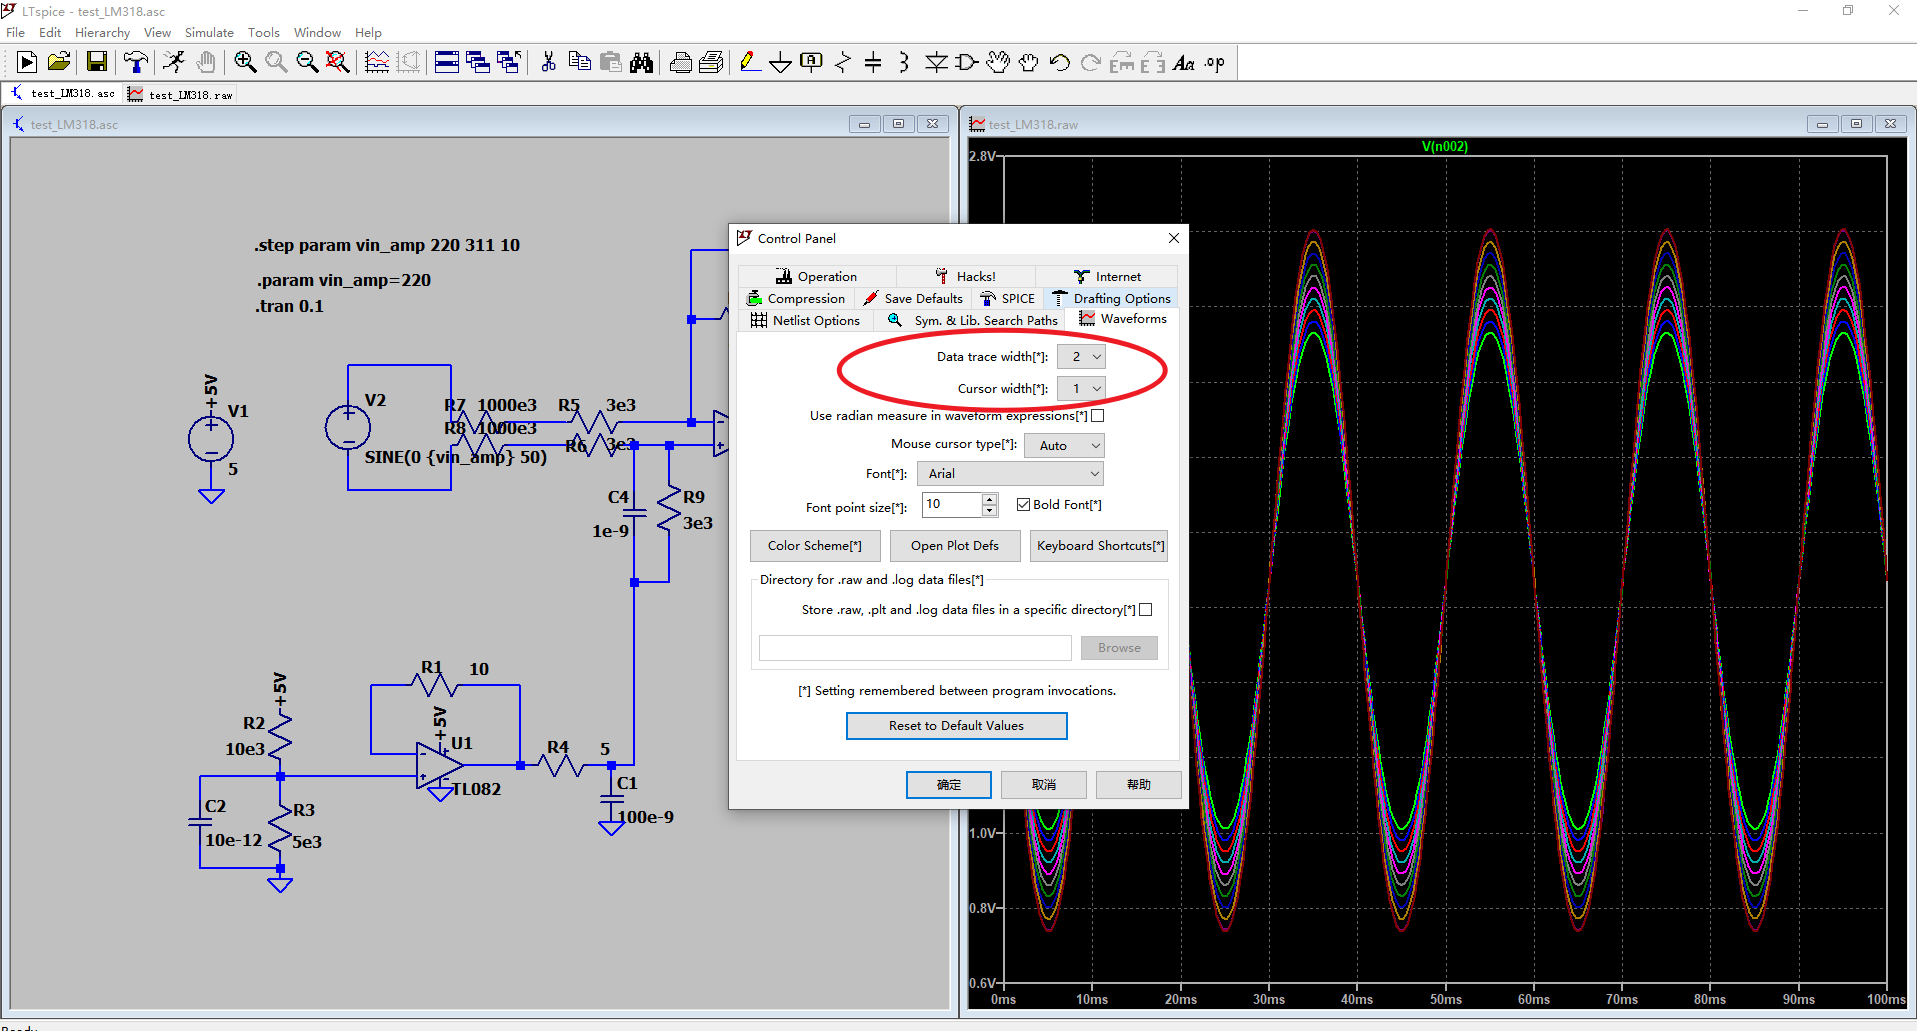 LTspice - test_LM318.asc
File Edit Hierarchy View Simulate Tools Window Help
test_LM318.asc test_LM318.raw
test_LM318.asc
.step param vin_amp 220 311 10
.param vin_amp=220
.tran 0.1
+5V
V1
5
V2
SINE(0 {vin_amp} 50)
R7 1000e3
R8 1000e3
R5 3e3
R6 3e3
C4
1e-9
R9
3e3
+5V
R2
10e3
C2
10e-12
R3
5e3
R1 10
+5V
U1
TL082
R4 5
C1
100e-9
Control Panel
Operation Hacks! Internet
Compression Save Defaults SPICE Drafting Options
Netlist Options Sym. & Lib. Search Paths Waveforms
Data trace width[*]: 2
Cursor width[*]: 1
Use radian measure in waveform expressions[*]
Mouse cursor type[*]: Auto
Font[*]: Arial
Font point size[*]: 10 Bold Font[*]
Color Scheme[*] Open Plot Defs Keyboard Shortcuts[*]
Directory for .raw and .log data files[*]
Store .raw, .plt and .log data files in a specific directory[*]
Browse
[*] Setting remembered between program invocations.
Reset to Default Values
确定 取消 帮助
test_LM318.raw
V(n002)
2.8V
1.0V
0.8V
0.6V
0ms 10ms 20ms 30ms 40ms 50ms 60ms 70ms 80ms 90ms 100ms